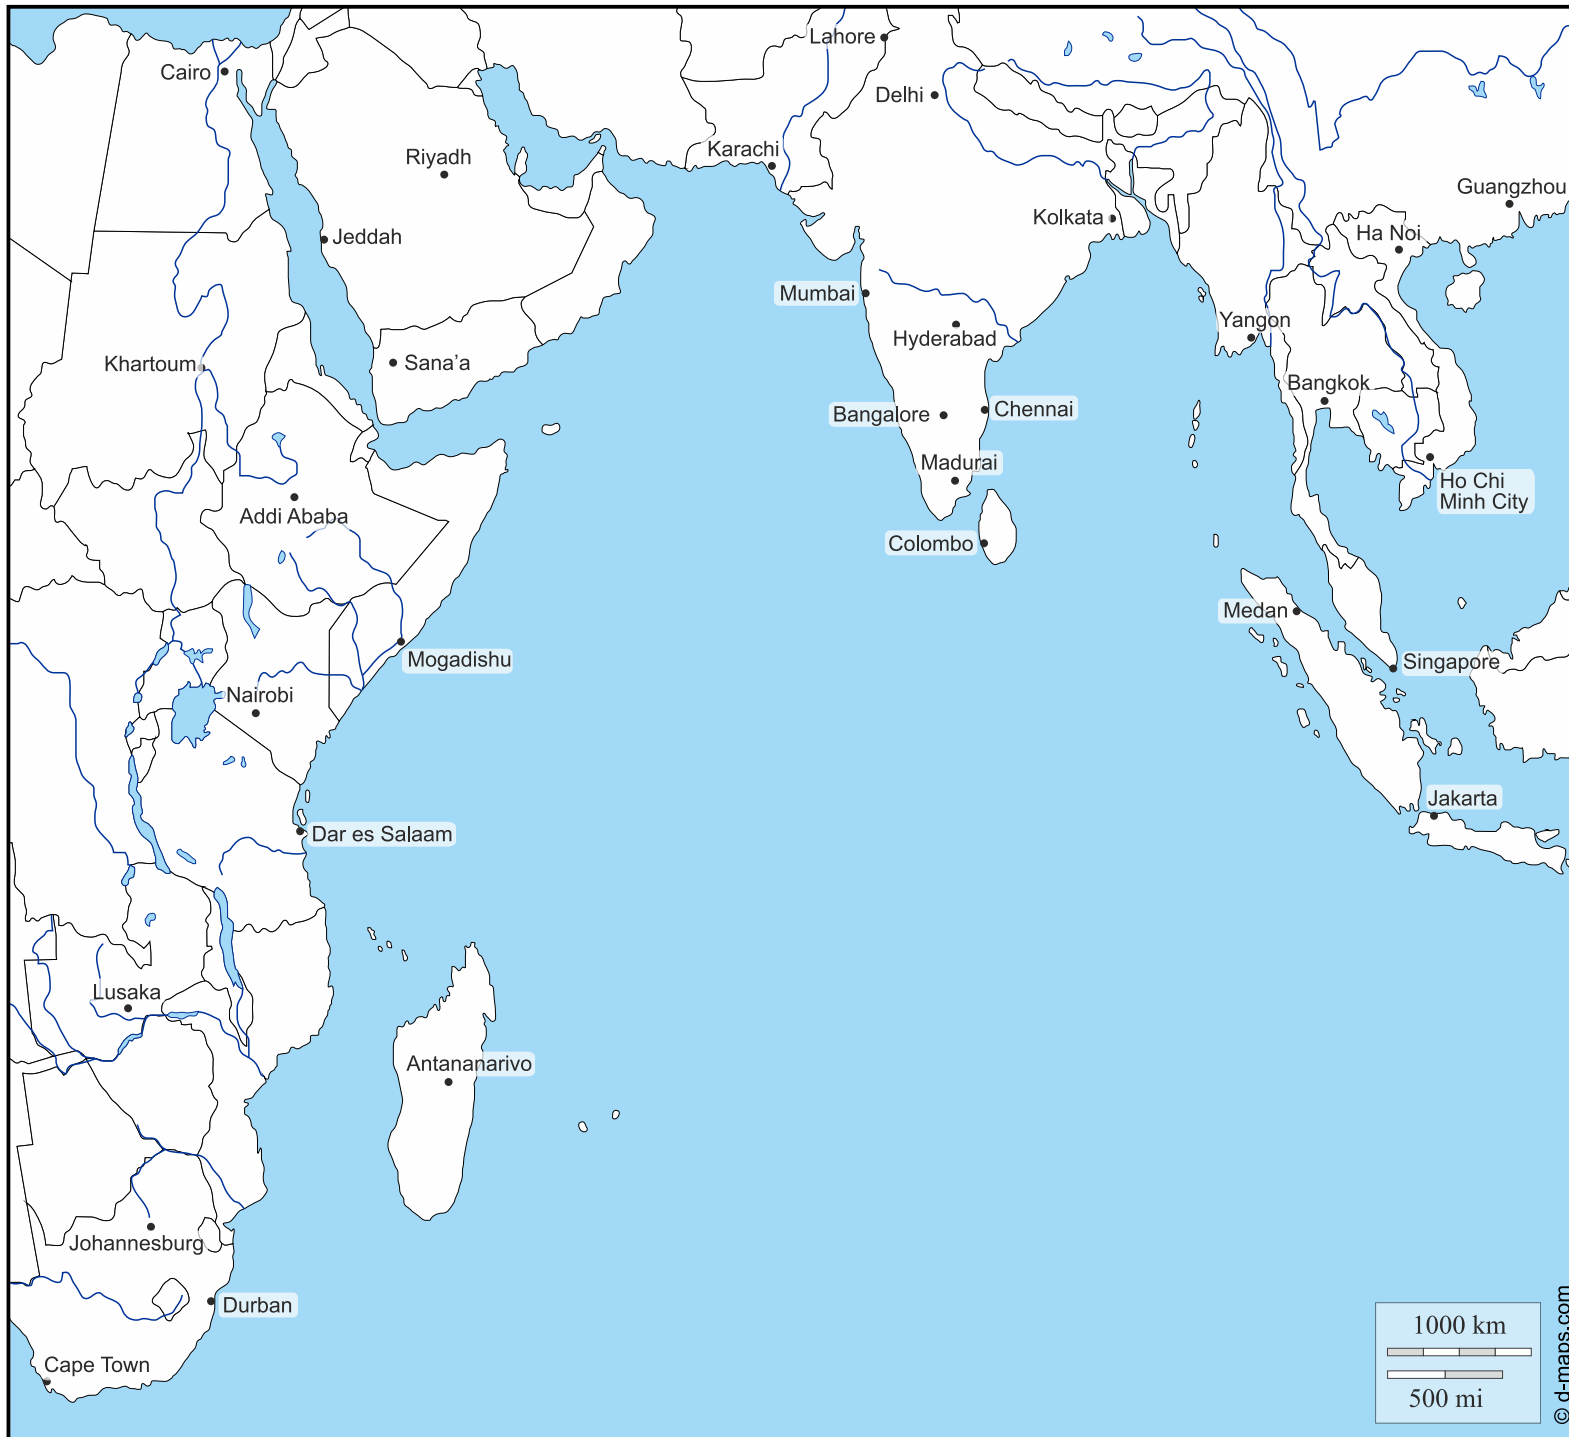 Lahore
Cairo
Delhi
Karachi
Riyadh
Guangzhou
Kolkata
Ha Noi
Jeddah
Mumbai
Yangon
Hyderabad
Khartoum
Sana’a
Bangkok
Bangalore
Chennai
Madurai
Ho Chi
Minh City
Addi Ababa
Colombo
Medan
Mogadishu
Singapore
Nairobi
Jakarta
Dar es Salaam
Lusaka
Antananarivo
Johannesburg
Durban
Cape Town
1000 km
500 mi
© d-maps.com